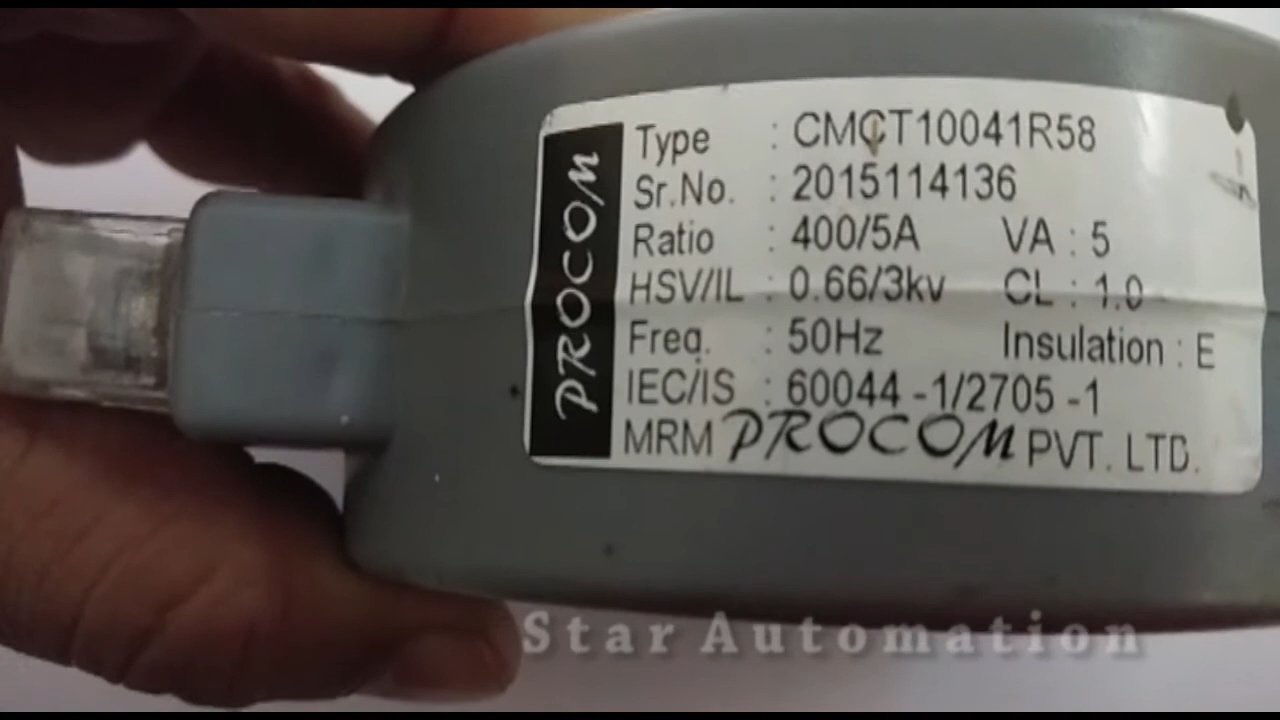 PROCOM
Type : CMCT10041R58
Sr.No. : 2015114136
Ratio : 400/5A VA : 5
HSV/IL : 0.66/3kv CL : 1.0
Freq. : 50Hz Insulation : E
IEC/IS : 60044 -1/2705 -1
MRM PROCOM PVT. LTD.
Star Automation